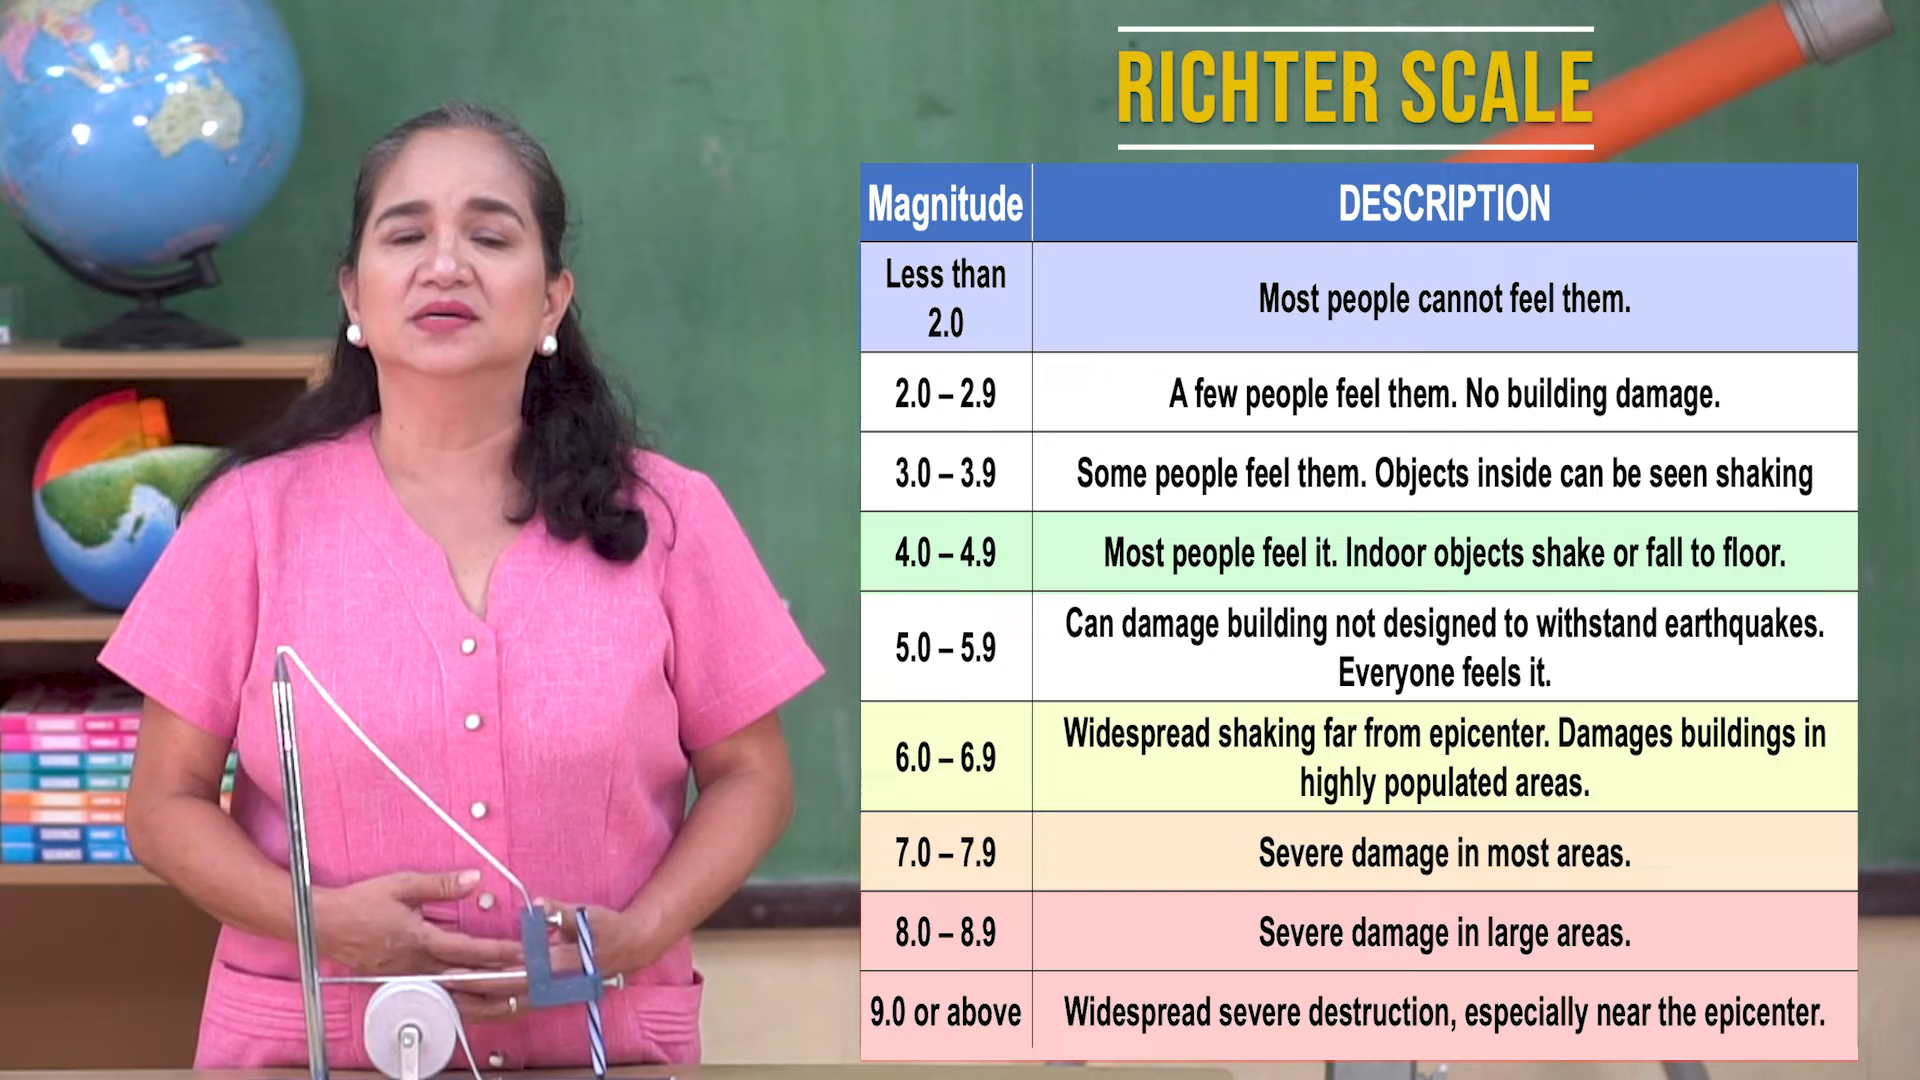 RICHTER SCALE
Magnitude
DESCRIPTION
Less than
2.0
Most people cannot feel them.
2.0 – 2.9
A few people feel them. No building damage.
3.0 – 3.9
Some people feel them. Objects inside can be seen shaking
4.0 – 4.9
Most people feel it. Indoor objects shake or fall to floor.
5.0 – 5.9
Can damage building not designed to withstand earthquakes.
Everyone feels it.
6.0 – 6.9
Widespread shaking far from epicenter. Damages buildings in
highly populated areas.
7.0 – 7.9
Severe damage in most areas.
8.0 – 8.9
Severe damage in large areas.
9.0 or above
Widespread severe destruction, especially near the epicenter.